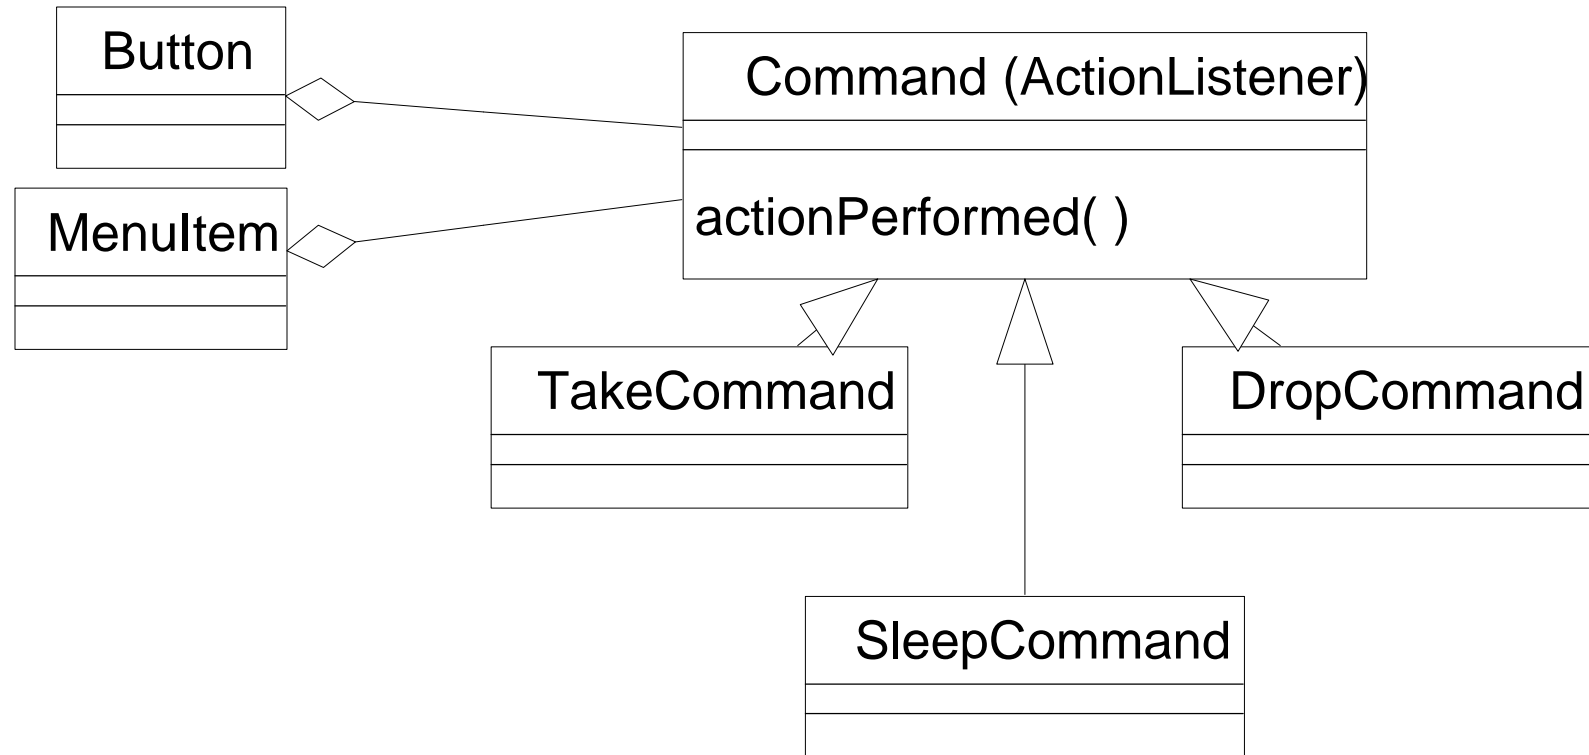 Button
Command (ActionListener)
MenuItem
actionPerformed( )
TakeCommand
DropCommand
SleepCommand